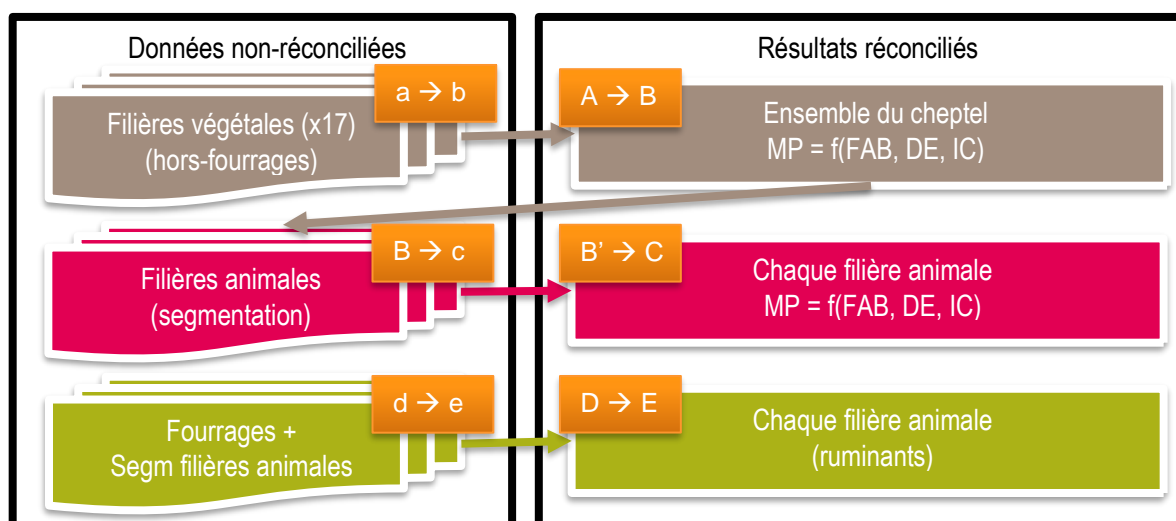 Données non-réconciliées
a → b
Filières végétales (x17)
(hors-fourrages)
B → c
Filières animales
(segmentation)
d → e
Fourrages +
Segm filières animales
Résultats réconciliés
A → B
Ensemble du cheptel
MP = f(FAB, DE, IC)
B’ → C
Chaque filière animale
MP = f(FAB, DE, IC)
D → E
Chaque filière animale
(ruminants)